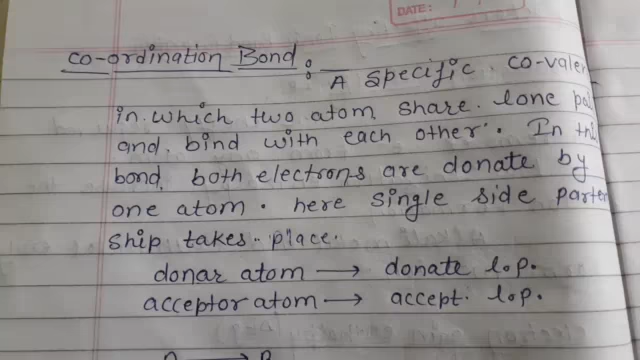 DATE:
Co-ordination Bond :
A specific co-valen
in which two atom share lone pai
and bind with each other. In thi
bond both electrons are donate by
one atom. here single side parter
ship takes place.
donar atom → donate l.p.
acceptor atom → accept. l.p.